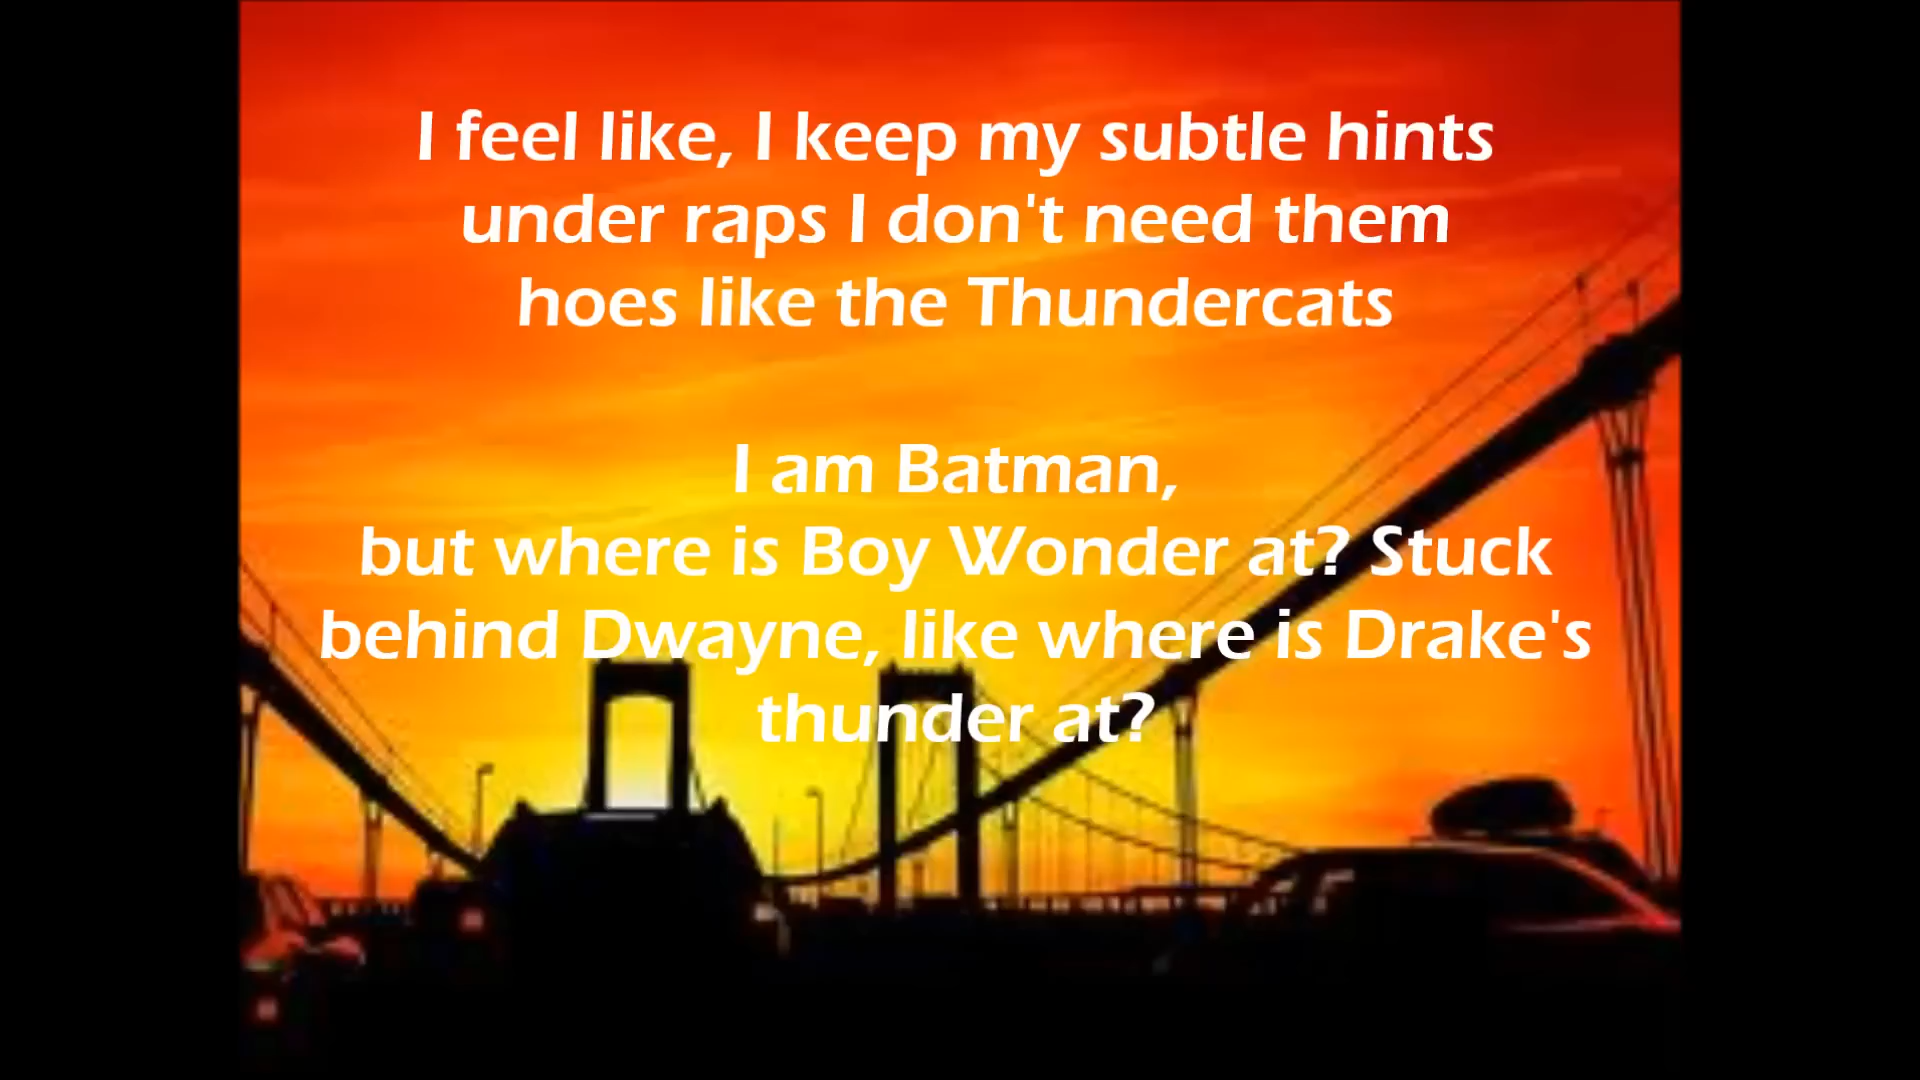 I feel like, I keep my subtle hints
under raps I don't need them
hoes like the Thundercats
I am Batman,
but where is Boy Wonder at? Stuck
behind Dwayne, like where is Drake's
thunder at?